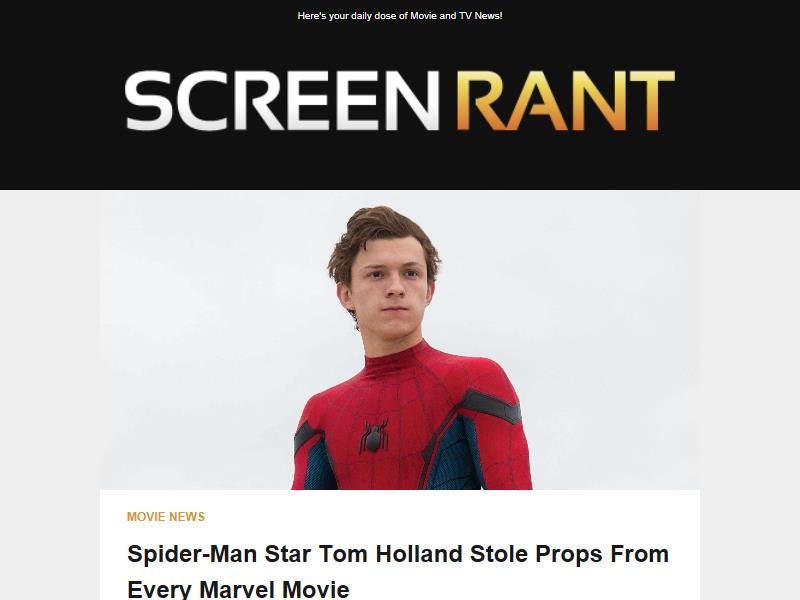 Here's your daily dose of Movie and TV News!
SCREEN RANT
MOVIE NEWS
Spider-Man Star Tom Holland Stole Props From
Every Marvel Movie